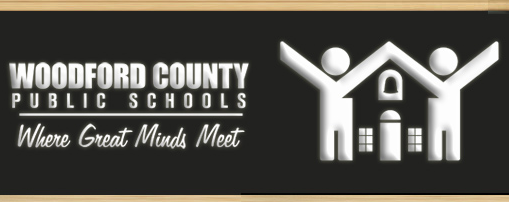 WOODFORD COUNTY
PUBLIC SCHOOLS
Where Great Minds Meet